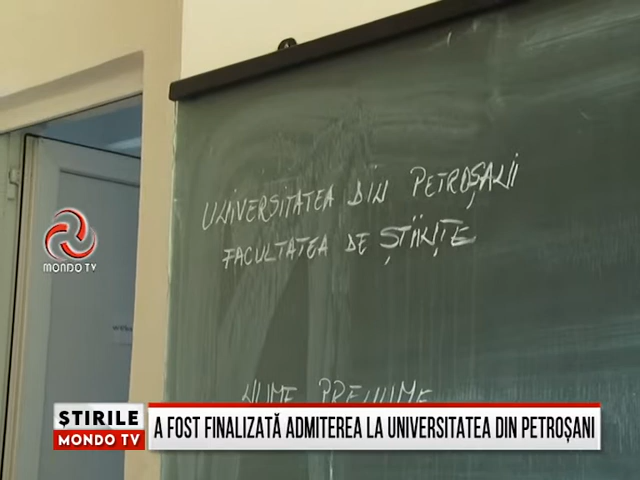 UNIVERSITATEA DIN PETROȘANI
FACULTATEA DE ȘTIINȚE
NUME PRENUME
MONDO TV
ȘTIRILE
MONDO TV
A FOST FINALIZATĂ ADMITEREA LA UNIVERSITATEA DIN PETROȘANI